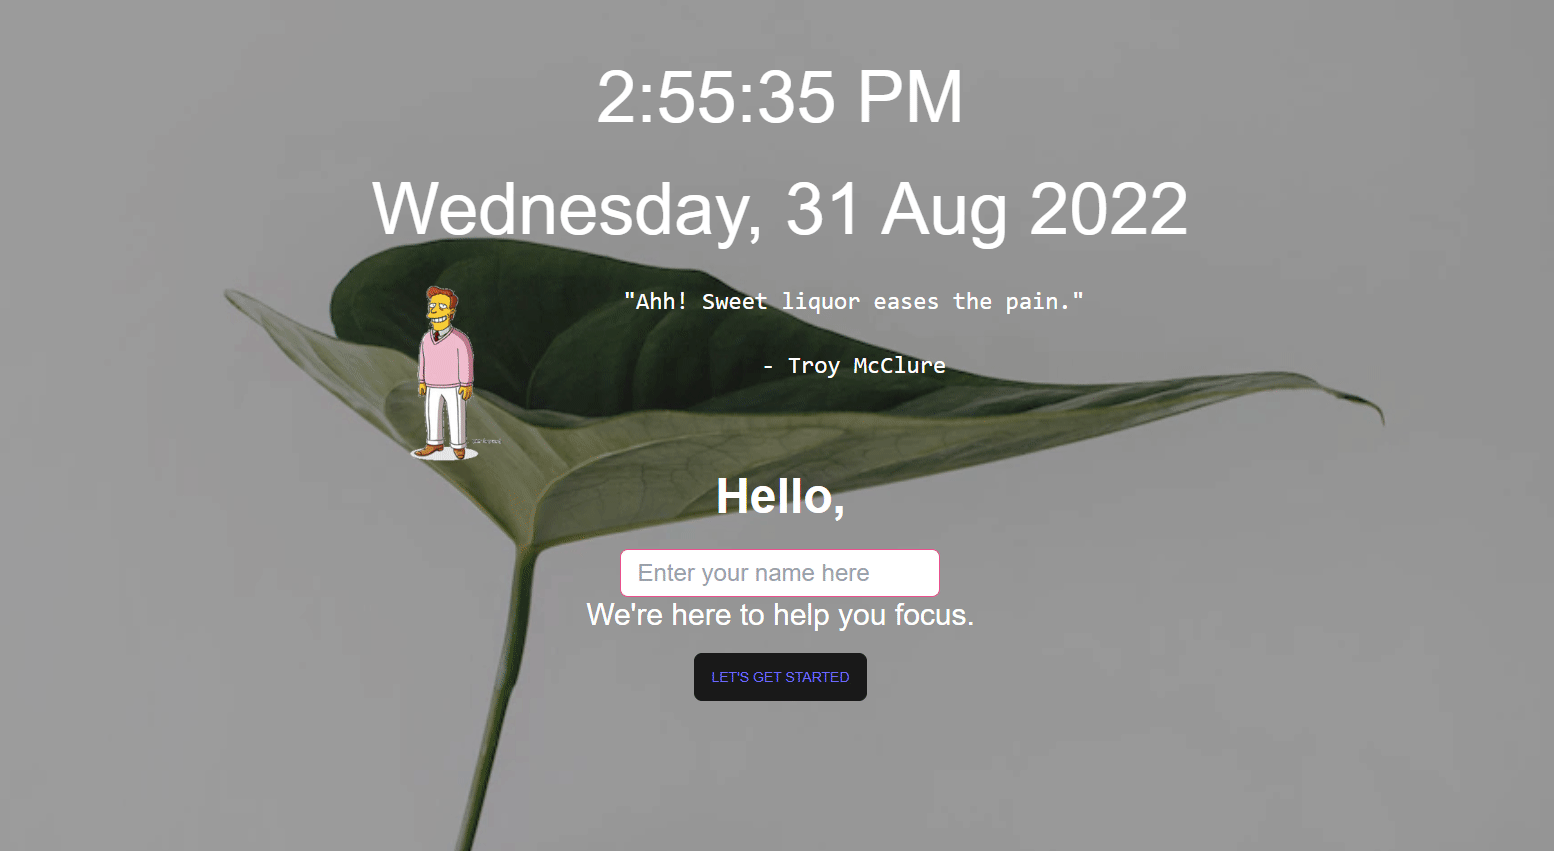 2:55:35 PM
Wednesday, 31 Aug 2022
"Ahh! Sweet liquor eases the pain."
- Troy McClure
Hello,
Enter your name here
We're here to help you focus.
LET'S GET STARTED